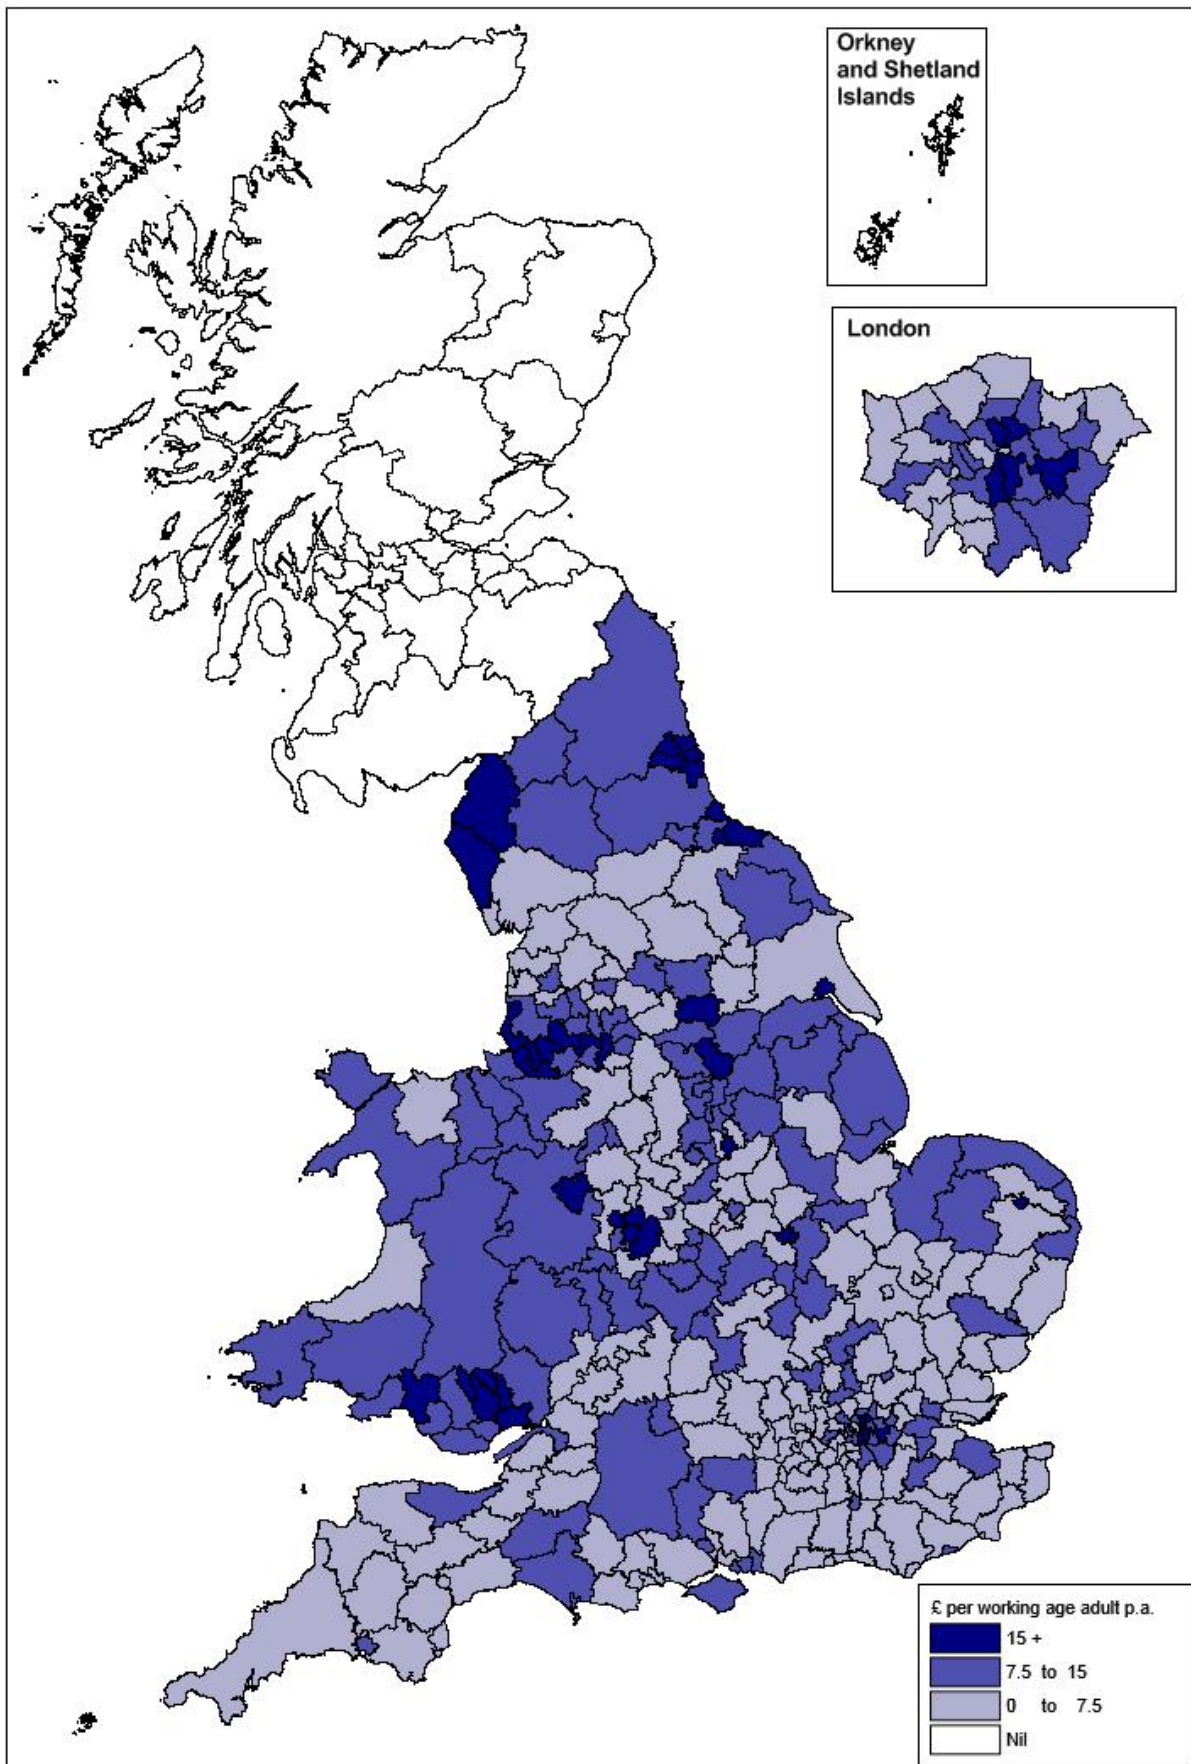 Orkney
and Shetland
Islands
London
£ per working age adult p.a.
15 +
7.5 to 15
0 to 7.5
Nil